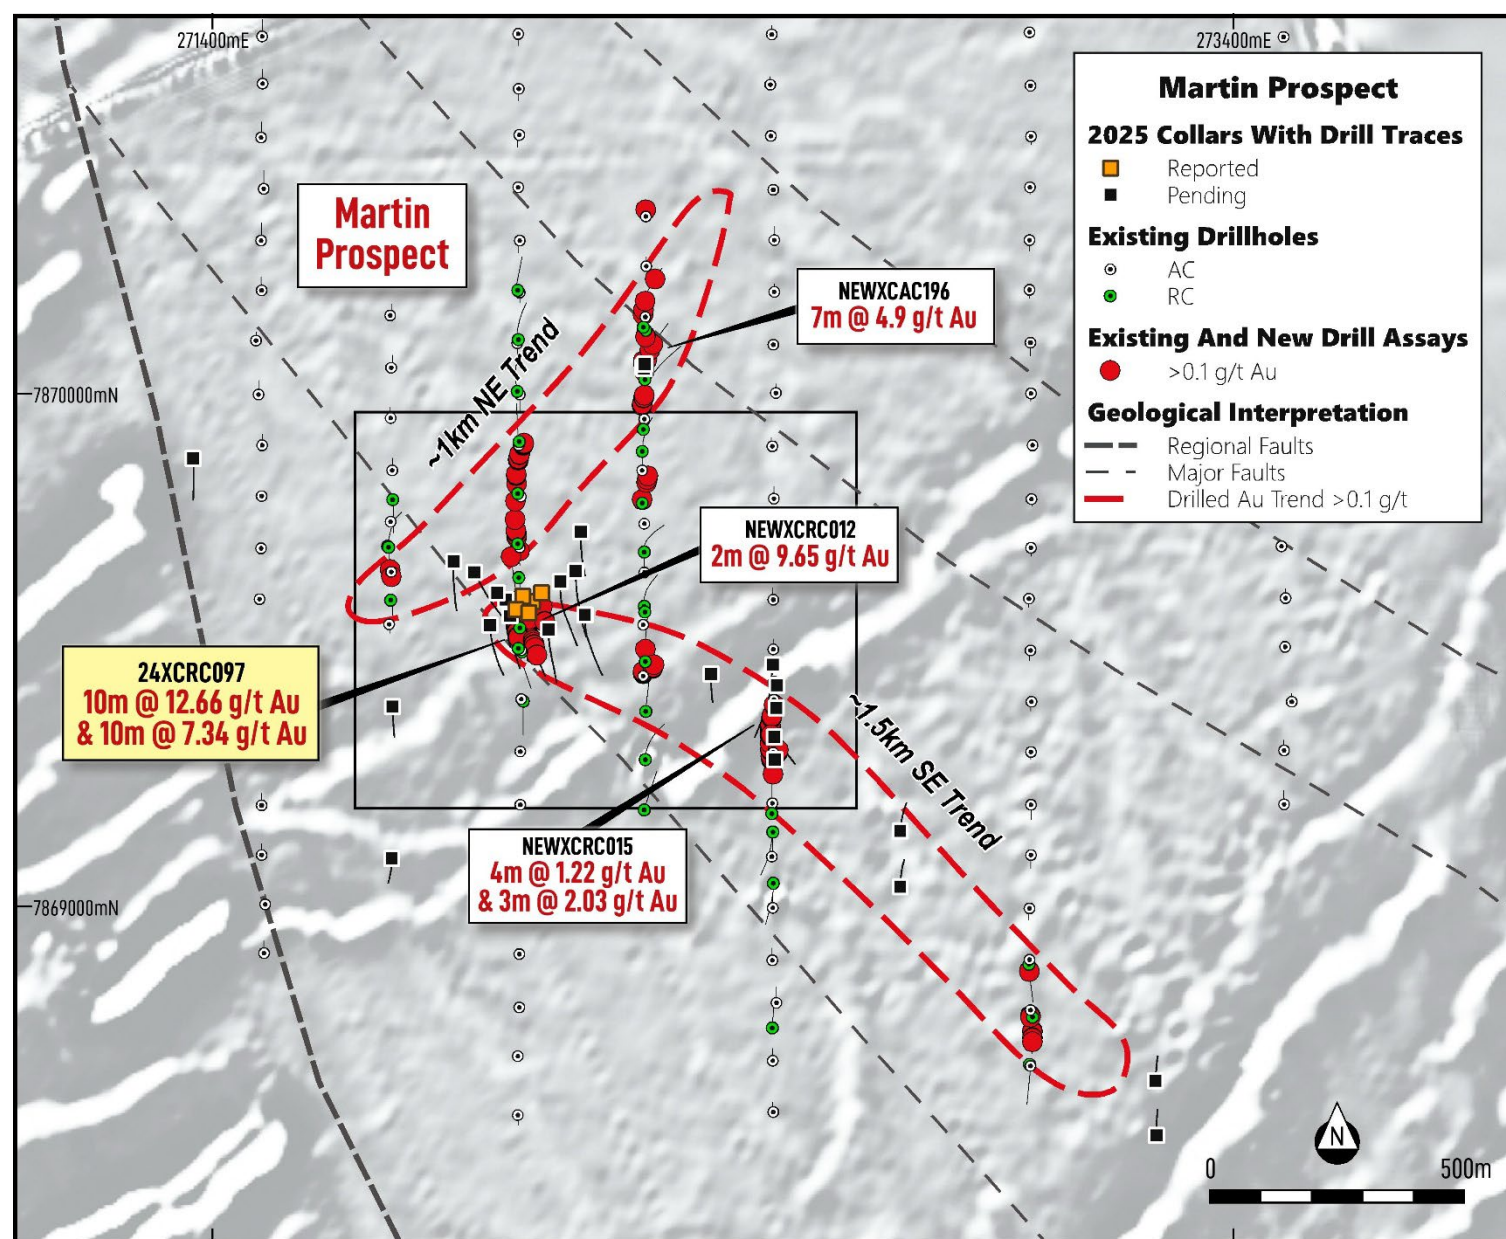 271400mE
273400mE
Martin Prospect
2025 Collars With Drill Traces
Reported
Pending
Existing Drillholes
AC
RC
Existing And New Drill Assays
>0.1 g/t Au
Geological Interpretation
Regional Faults
Major Faults
Drilled Au Trend >0.1 g/t
Martin
Prospect
NEWXCAC196
7m @ 4.9 g/t Au
~1km NE Trend
7870000mN
NEWXCRC012
2m @ 9.65 g/t Au
24XCRC097
10m @ 12.66 g/t Au
& 10m @ 7.34 g/t Au
~1.5km SE Trend
NEWXCRC015
4m @ 1.22 g/t Au
& 3m @ 2.03 g/t Au
7869000mN
N
0
500m